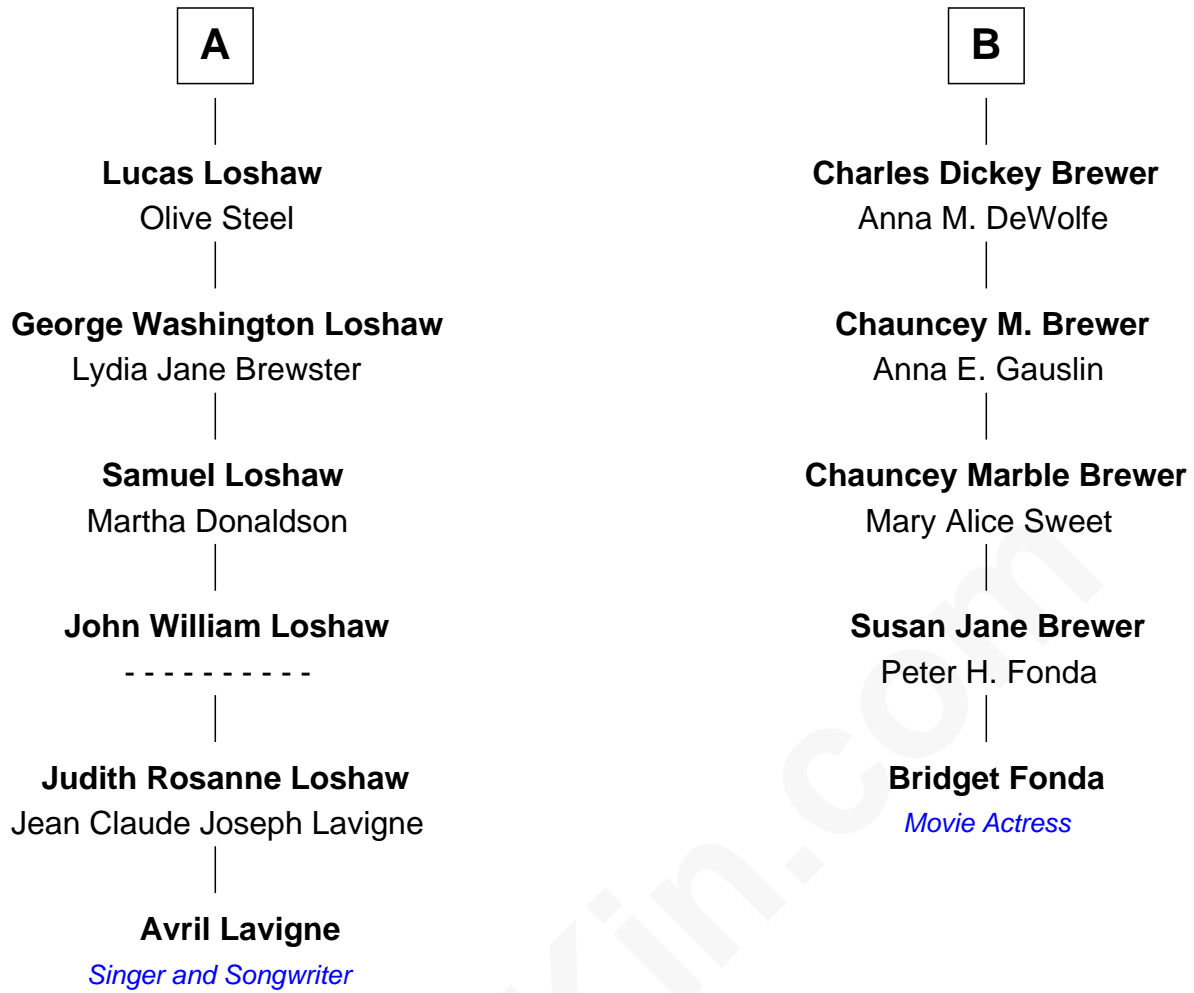 A
Lucas Loshaw
Olive Steel
George Washington Loshaw
Lydia Jane Brewster
Samuel Loshaw
Martha Donaldson
John William Loshaw
- - - - - - - - - -
Judith Rosanne Loshaw
Jean Claude Joseph Lavigne
Avril Lavigne
Singer and Songwriter
B
Charles Dickey Brewer
Anna M. DeWolfe
Chauncey M. Brewer
Anna E. Gauslin
Chauncey Marble Brewer
Mary Alice Sweet
Susan Jane Brewer
Peter H. Fonda
Bridget Fonda
Movie Actress
kin.com